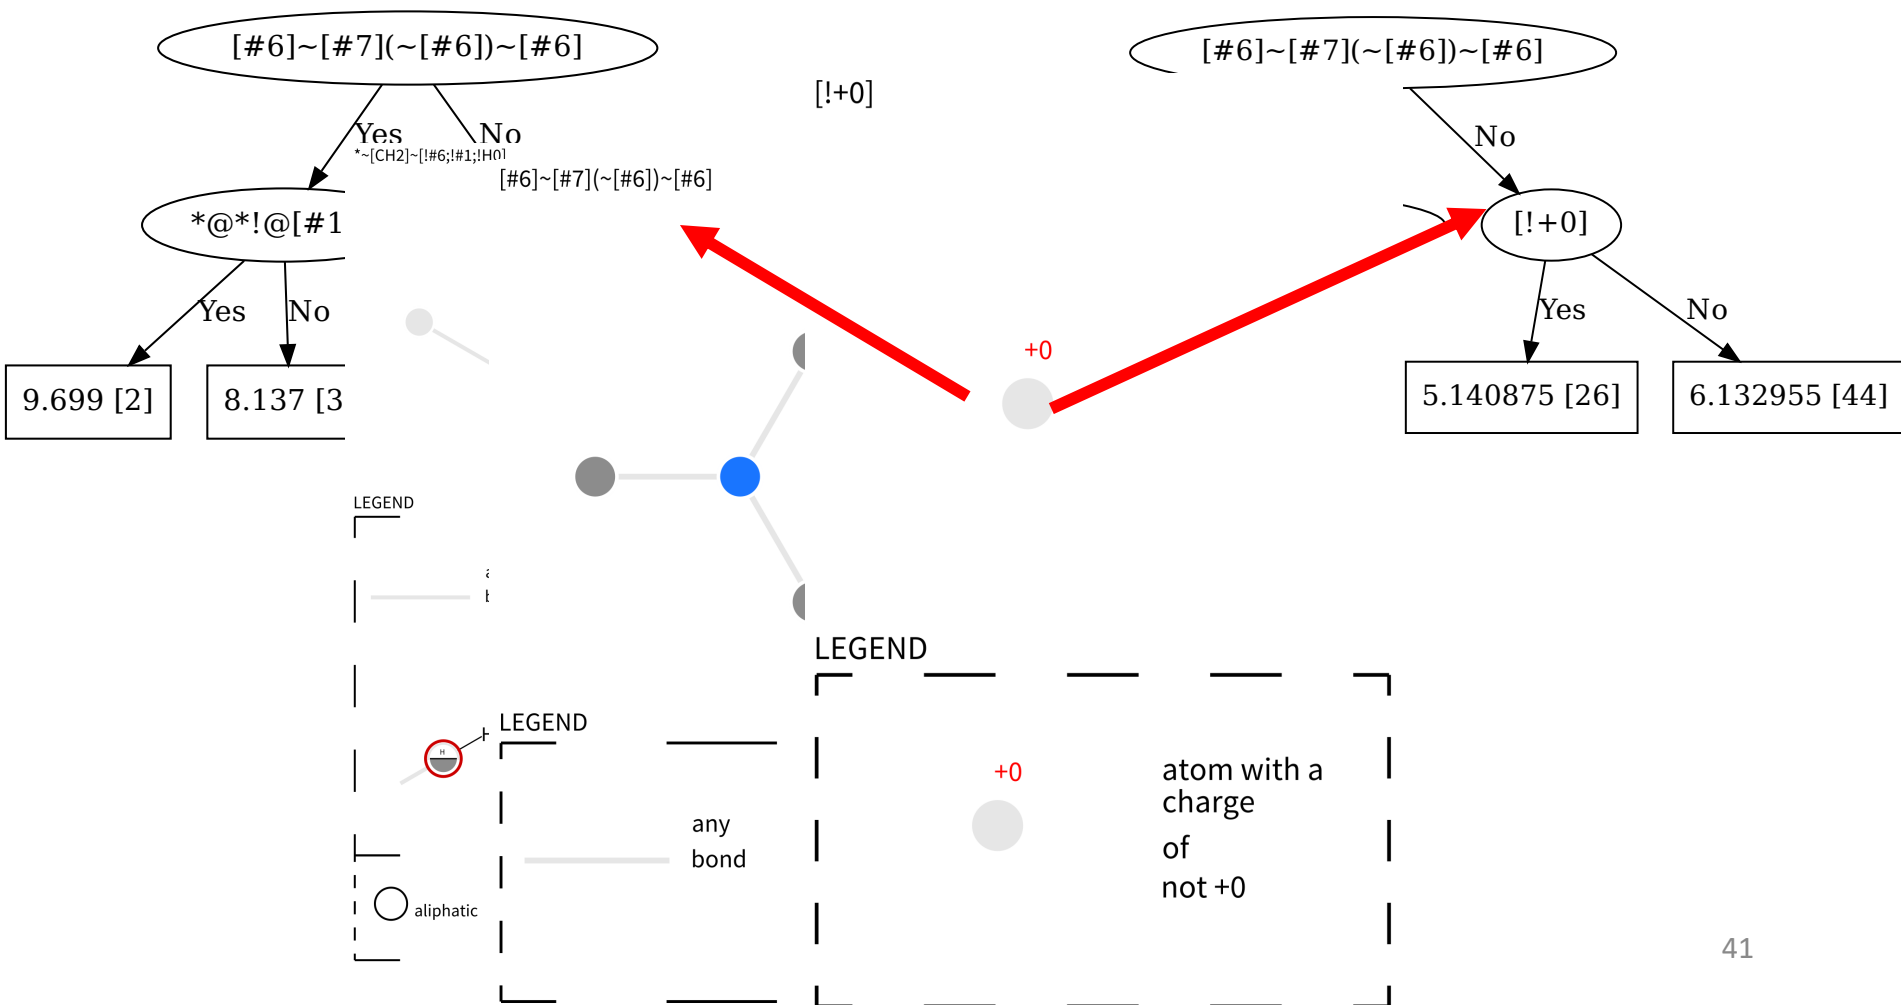 [#6]~[#7](~[#6])~[#6]
Yes
No
*@*!@[#1
Yes
No
9.699 [2]
8.137 [3
*~[CH2]~[!#6;!#1;!H0]
[#6]~[#7](~[#6])~[#6]
LEGEND
H
H
aliphatic
LEGEND
any
bond
[!+0]
+0
LEGEND
+0
atom with a
charge
of
not +0
[#6]~[#7](~[#6])~[#6]
No
[!+0]
Yes
No
5.140875 [26]
6.132955 [44]
41